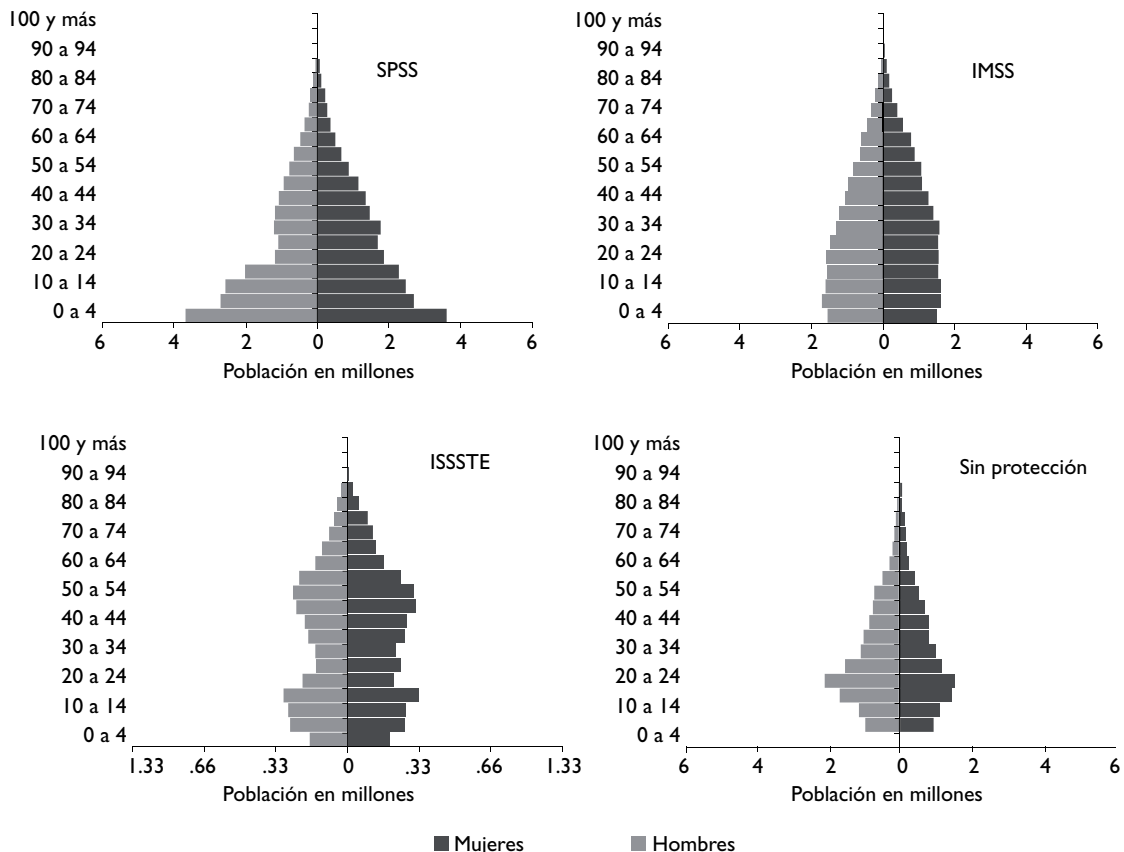 100 y más
90 a 94
80 a 84
70 a 74
60 a 64
50 a 54
40 a 44
30 a 34
20 a 24
10 a 14
0 a 4
SPSS
6 4 2 0 2 4 6
Población en millones
100 y más
90 a 94
80 a 84
70 a 74
60 a 64
50 a 54
40 a 44
30 a 34
20 a 24
10 a 14
0 a 4
IMSS
6 4 2 0 2 4 6
Población en millones
100 y más
90 a 94
80 a 84
70 a 74
60 a 64
50 a 54
40 a 44
30 a 34
20 a 24
10 a 14
0 a 4
ISSSTE
1.33 .66 .33 0 .33 .66 1.33
Población en millones
100 y más
90 a 94
80 a 84
70 a 74
60 a 64
50 a 54
40 a 44
30 a 34
20 a 24
10 a 14
0 a 4
Sin protección
6 4 2 0 2 4 6
Población en millones
Mujeres Hombres